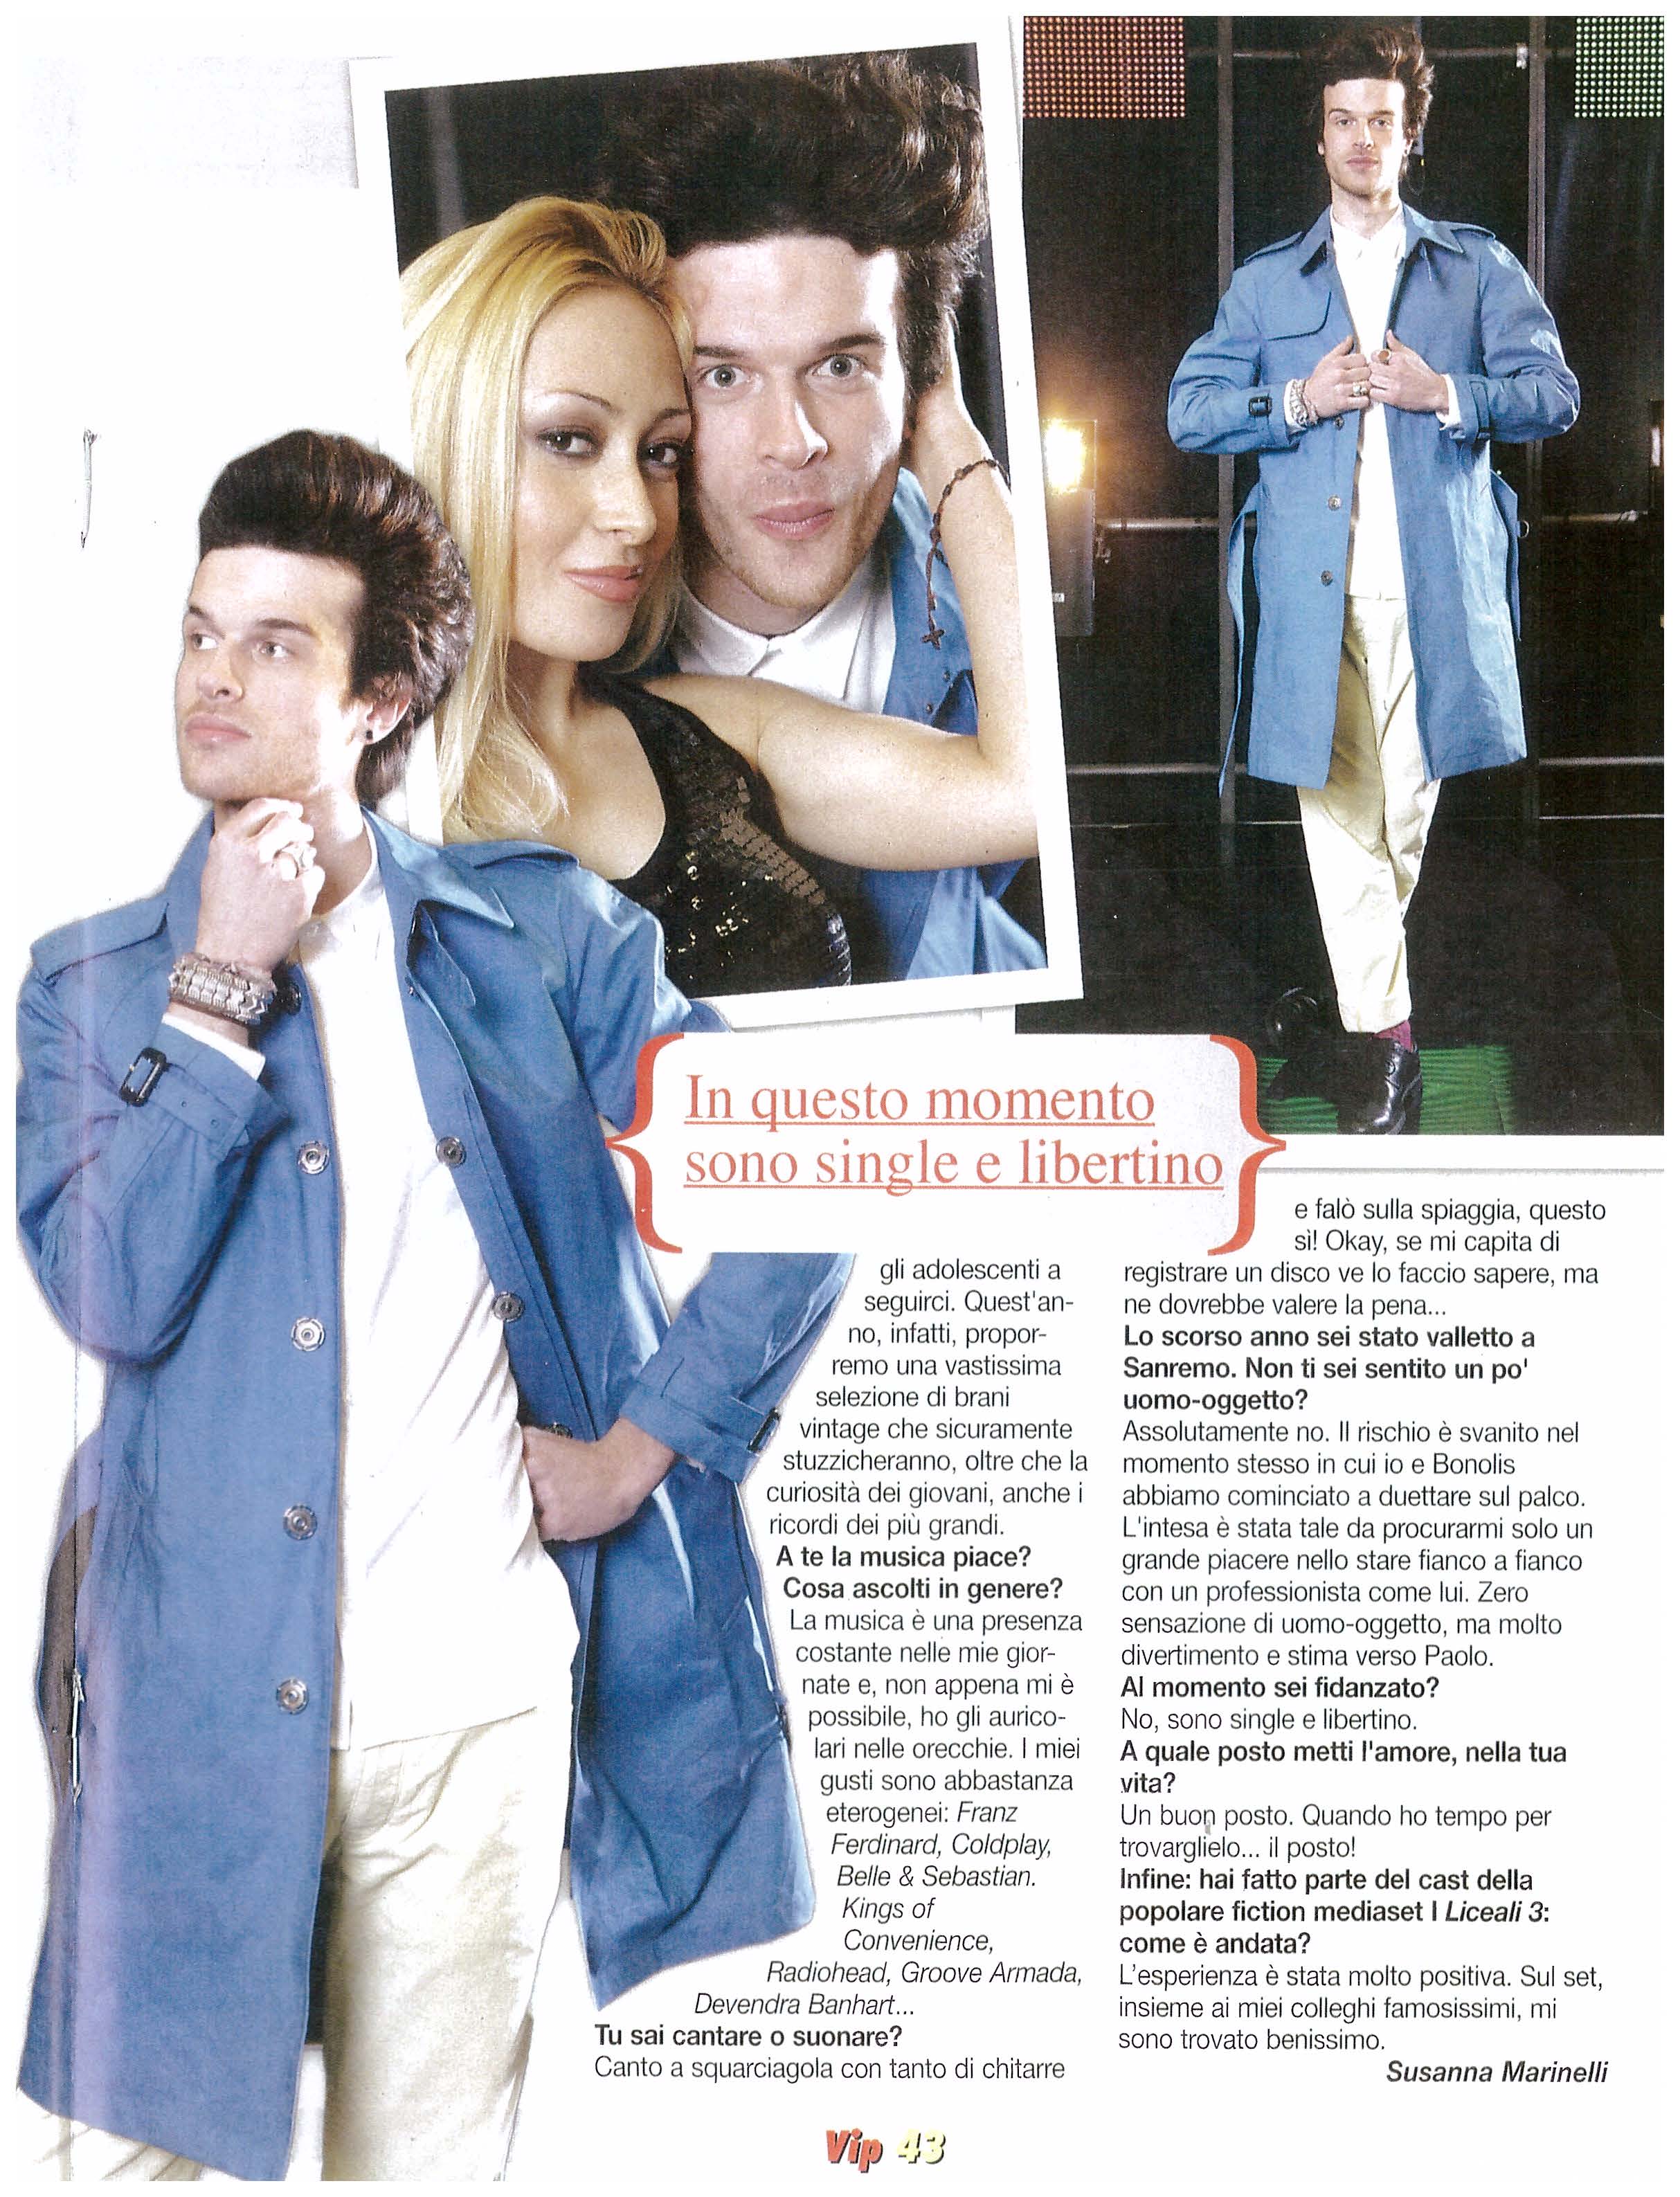 In questo momento
sono single e libertino
gli adolescenti a
seguirci. Quest'an-
no, infatti, propor-
remo una vastissima
selezione di brani
vintage che sicuramente
stuzzicheranno, oltre che la
curiosità dei giovani, anche i
ricordi dei più grandi.
A te la musica piace?
Cosa ascolti in genere?
La musica è una presenza
costante nelle mie gior-
nate e, non appena mi è
possibile, ho gli aurico-
lari nelle orecchie. I miei
gusti sono abbastanza
eterogenei: Franz
Ferdinard, Coldplay,
Belle & Sebastian.
Kings of
Convenience,
Radiohead, Groove Armada,
Devendra Banhart...
Tu sai cantare o suonare?
Canto a squarciagola con tanto di chitarre
e falò sulla spiaggia, questo
sì! Okay, se mi capita di
registrare un disco ve lo faccio sapere, ma
ne dovrebbe valere la pena...
Lo scorso anno sei stato valletto a
Sanremo. Non ti sei sentito un po'
uomo-oggetto?
Assolutamente no. Il rischio è svanito nel
momento stesso in cui io e Bonolis
abbiamo cominciato a duettare sul palco.
L'intesa è stata tale da procurarmi solo un
grande piacere nello stare fianco a fianco
con un professionista come lui. Zero
sensazione di uomo-oggetto, ma molto
divertimento e stima verso Paolo.
Al momento sei fidanzato?
No, sono single e libertino.
A quale posto metti l'amore, nella tua
vita?
Un buon posto. Quando ho tempo per
trovarglielo... il posto!
Infine: hai fatto parte del cast della
popolare fiction mediaset I Liceali 3:
come è andata?
L'esperienza è stata molto positiva. Sul set,
insieme ai miei colleghi famosissimi, mi
sono trovato benissimo.
Susanna Marinelli
Vip 43